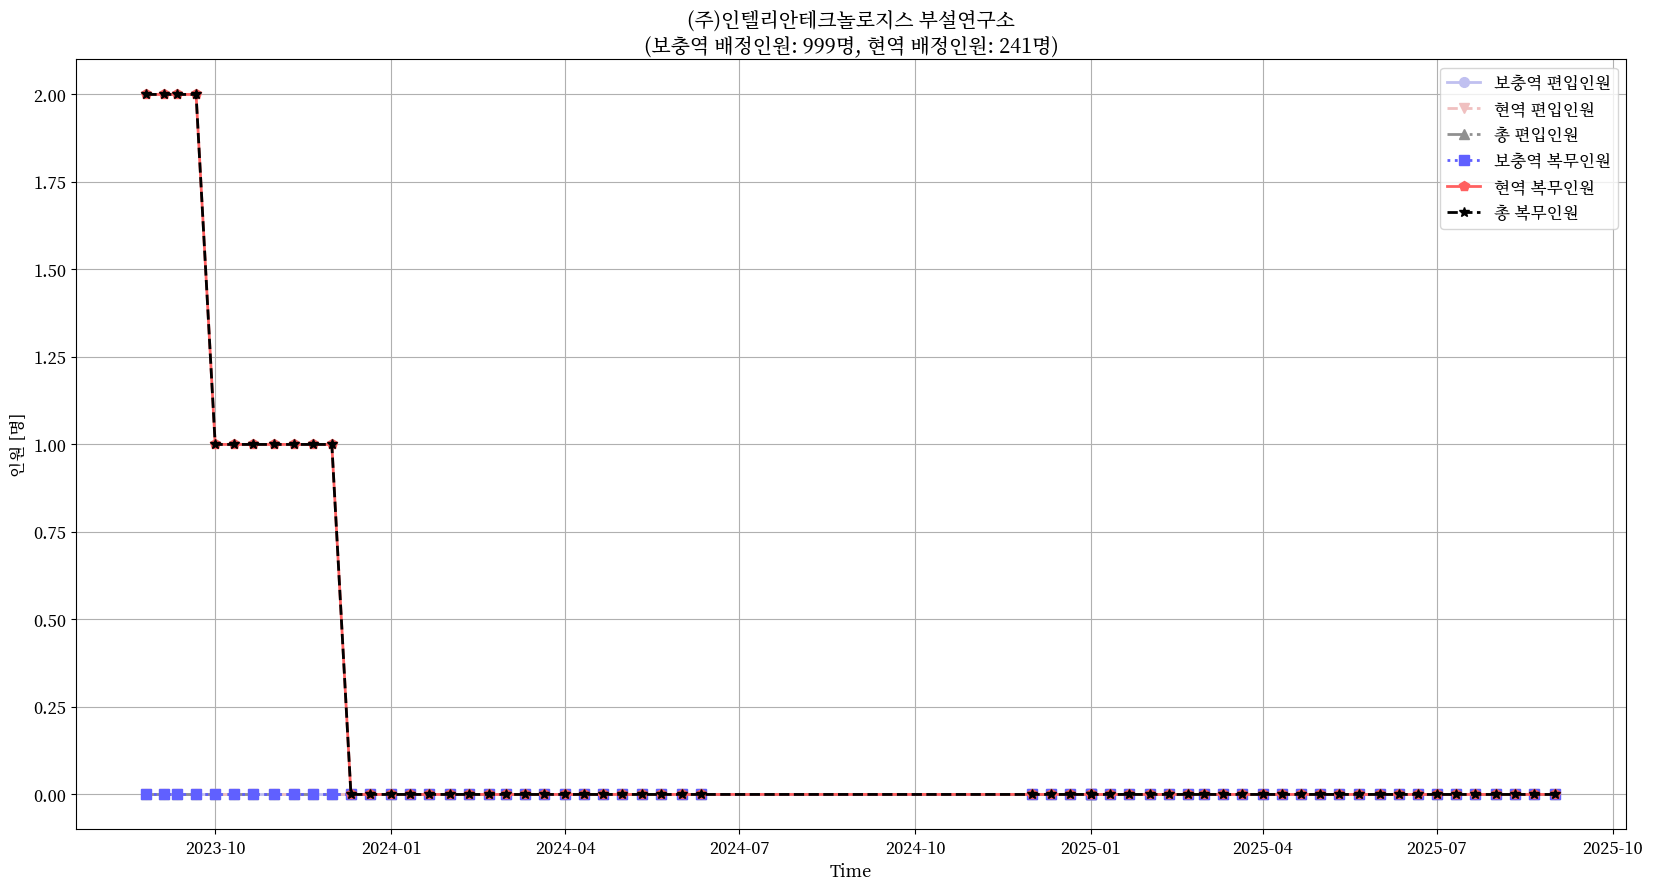 (주)인텔리안테크놀로지스 부설연구소
(보충역 배정인원: 999명, 현역 배정인원: 241명)
보충역 편입인원
현역 편입인원
총 편입인원
보충역 복무인원
현역 복무인원
총 복무인원
2.00
1.75
1.50
1.25
1.00
0.75
0.50
0.25
0.00
인원 [명]
2023-10
2024-01
2024-04
2024-07
2024-10
2025-01
2025-04
2025-07
2025-10
Time